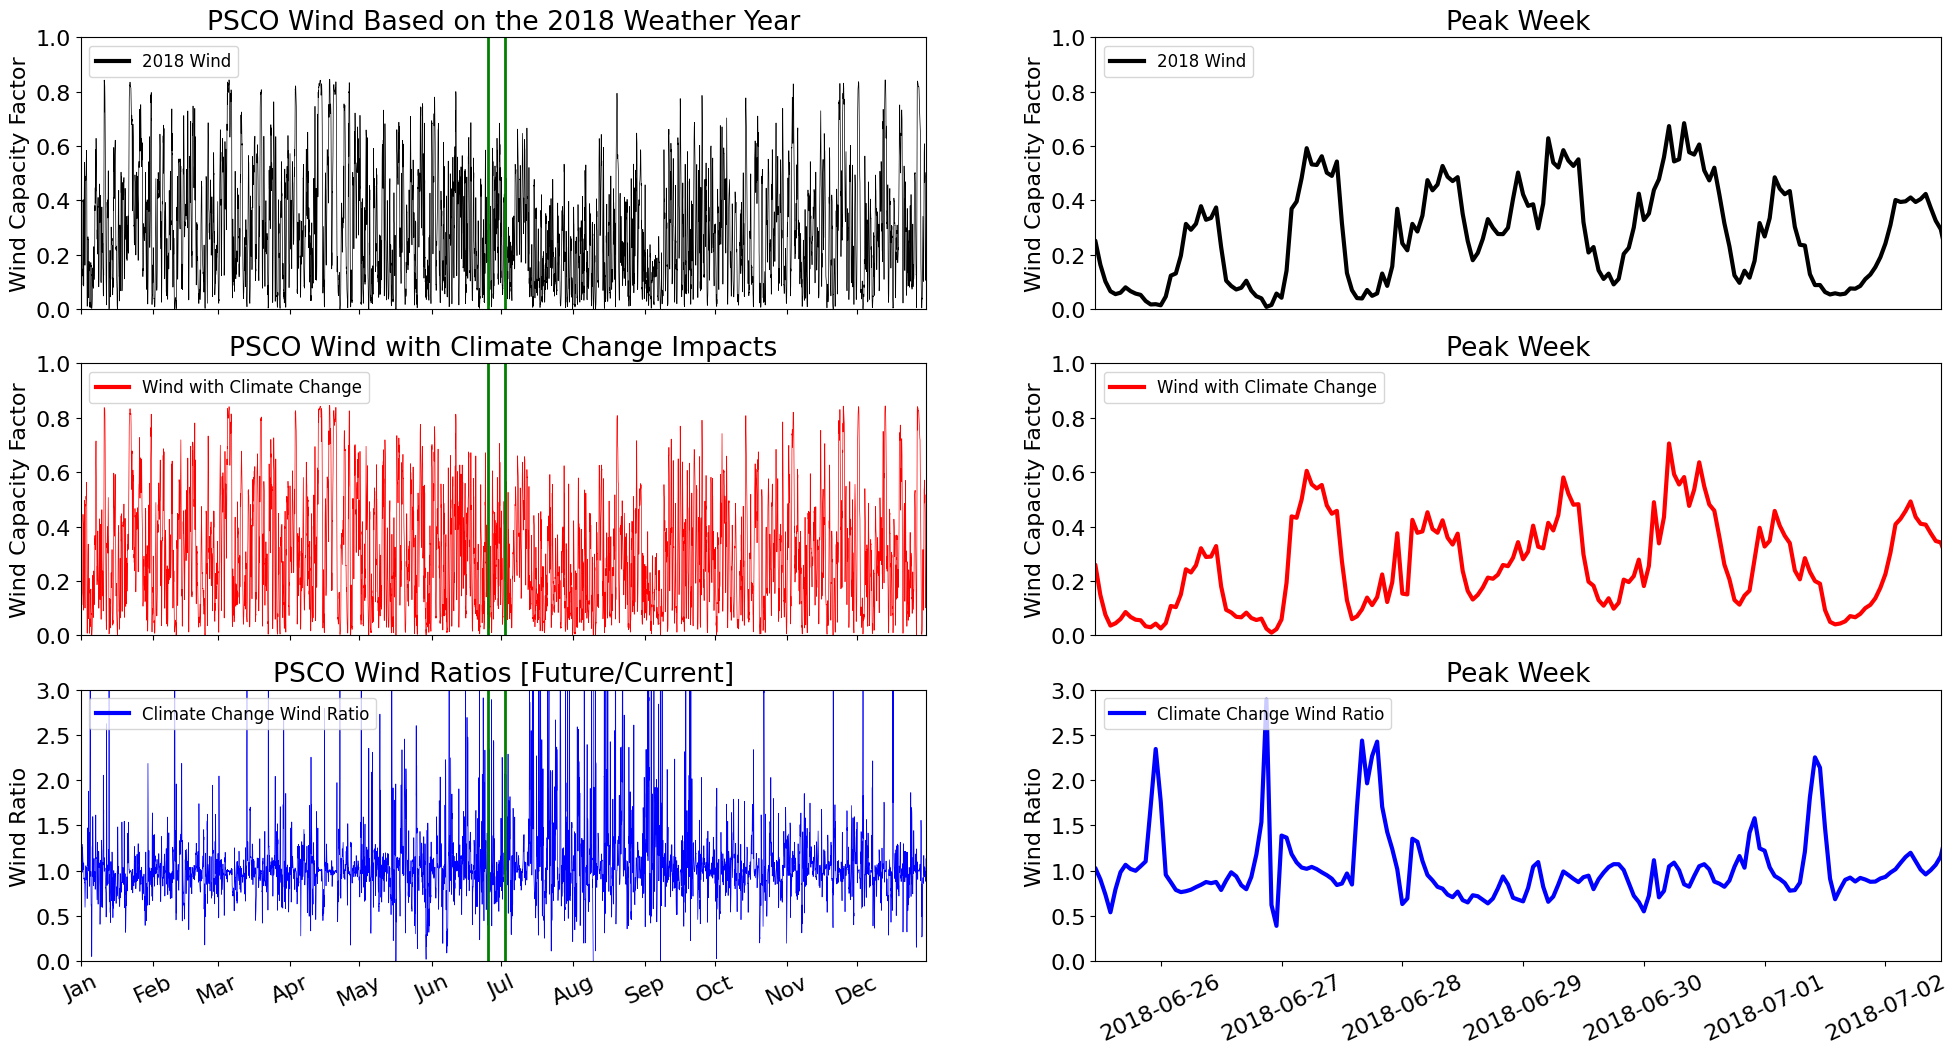 PSCO Wind Based on the 2018 Weather Year
Wind Capacity Factor
1.0
0.8
0.6
0.4
0.2
0.0
2018 Wind
Peak Week
Wind Capacity Factor
1.0
0.8
0.6
0.4
0.2
0.0
2018 Wind
PSCO Wind with Climate Change Impacts
Wind Capacity Factor
1.0
0.8
0.6
0.4
0.2
0.0
Wind with Climate Change
Peak Week
Wind Capacity Factor
1.0
0.8
0.6
0.4
0.2
0.0
Wind with Climate Change
PSCO Wind Ratios [Future/Current]
Wind Ratio
3.0
2.5
2.0
1.5
1.0
0.5
0.0
Climate Change Wind Ratio
Jan Feb Mar Apr May Jun Jul Aug Sep Oct Nov Dec
Peak Week
Wind Ratio
3.0
2.5
2.0
1.5
1.0
0.5
0.0
Climate Change Wind Ratio
2018-06-26 2018-06-27 2018-06-28 2018-06-29 2018-06-30 2018-07-01 2018-07-02